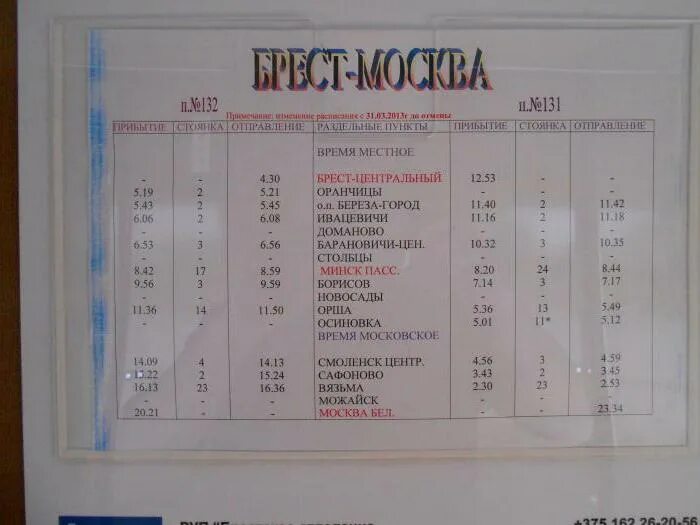 БРЕСТ-МОСКВА
п.№132 п.№131
Примечание: изменение расписания с 31.03.2013г до отмены
ПРИБЫТИЕ СТОЯНКА ОТПРАВЛЕНИЕ РАЗДЕЛЬНЫЕ ПУНКТЫ ПРИБЫТИЕ СТОЯНКА ОТПРАВЛЕНИЕ
ВРЕМЯ МЕСТНОЕ
- - 4.30 БРЕСТ-ЦЕНТРАЛЬНЫЙ 12.53 - -
5.19 2 5.21 ОРАНЧИЦЫ - - -
5.43 2 5.45 о.п. БЕРЕЗА-ГОРОД 11.40 2 11.42
6.06 2 6.08 ИВАЦЕВИЧИ 11.16 2 11.18
- - - ДОМАНОВО - - -
6.53 3 6.56 БАРАНОВИЧИ-ЦЕН. 10.32 3 10.35
- - - СТОЛБЦЫ - - -
8.42 17 8.59 МИНСК ПАСС. 8.20 24 8.44
9.56 3 9.59 БОРИСОВ 7.14 3 7.17
- - - НОВОСАДЫ - - -
11.36 14 11.50 ОРША 5.36 13 5.49
- - - ОСИНОВКА 5.01 11* 5.12
ВРЕМЯ МОСКОВСКОЕ
14.09 4 14.13 СМОЛЕНСК ЦЕНТР. 4.56 3 4.59
15.22 2 15.24 САФОНОВО 3.43 2 3.45
16.13 23 16.36 ВЯЗЬМА 2.30 23 2.53
- - - МОЖАЙСК - - -
20.21 - - МОСКВА БЕЛ. - - 23.34
+375 162 26-20-56